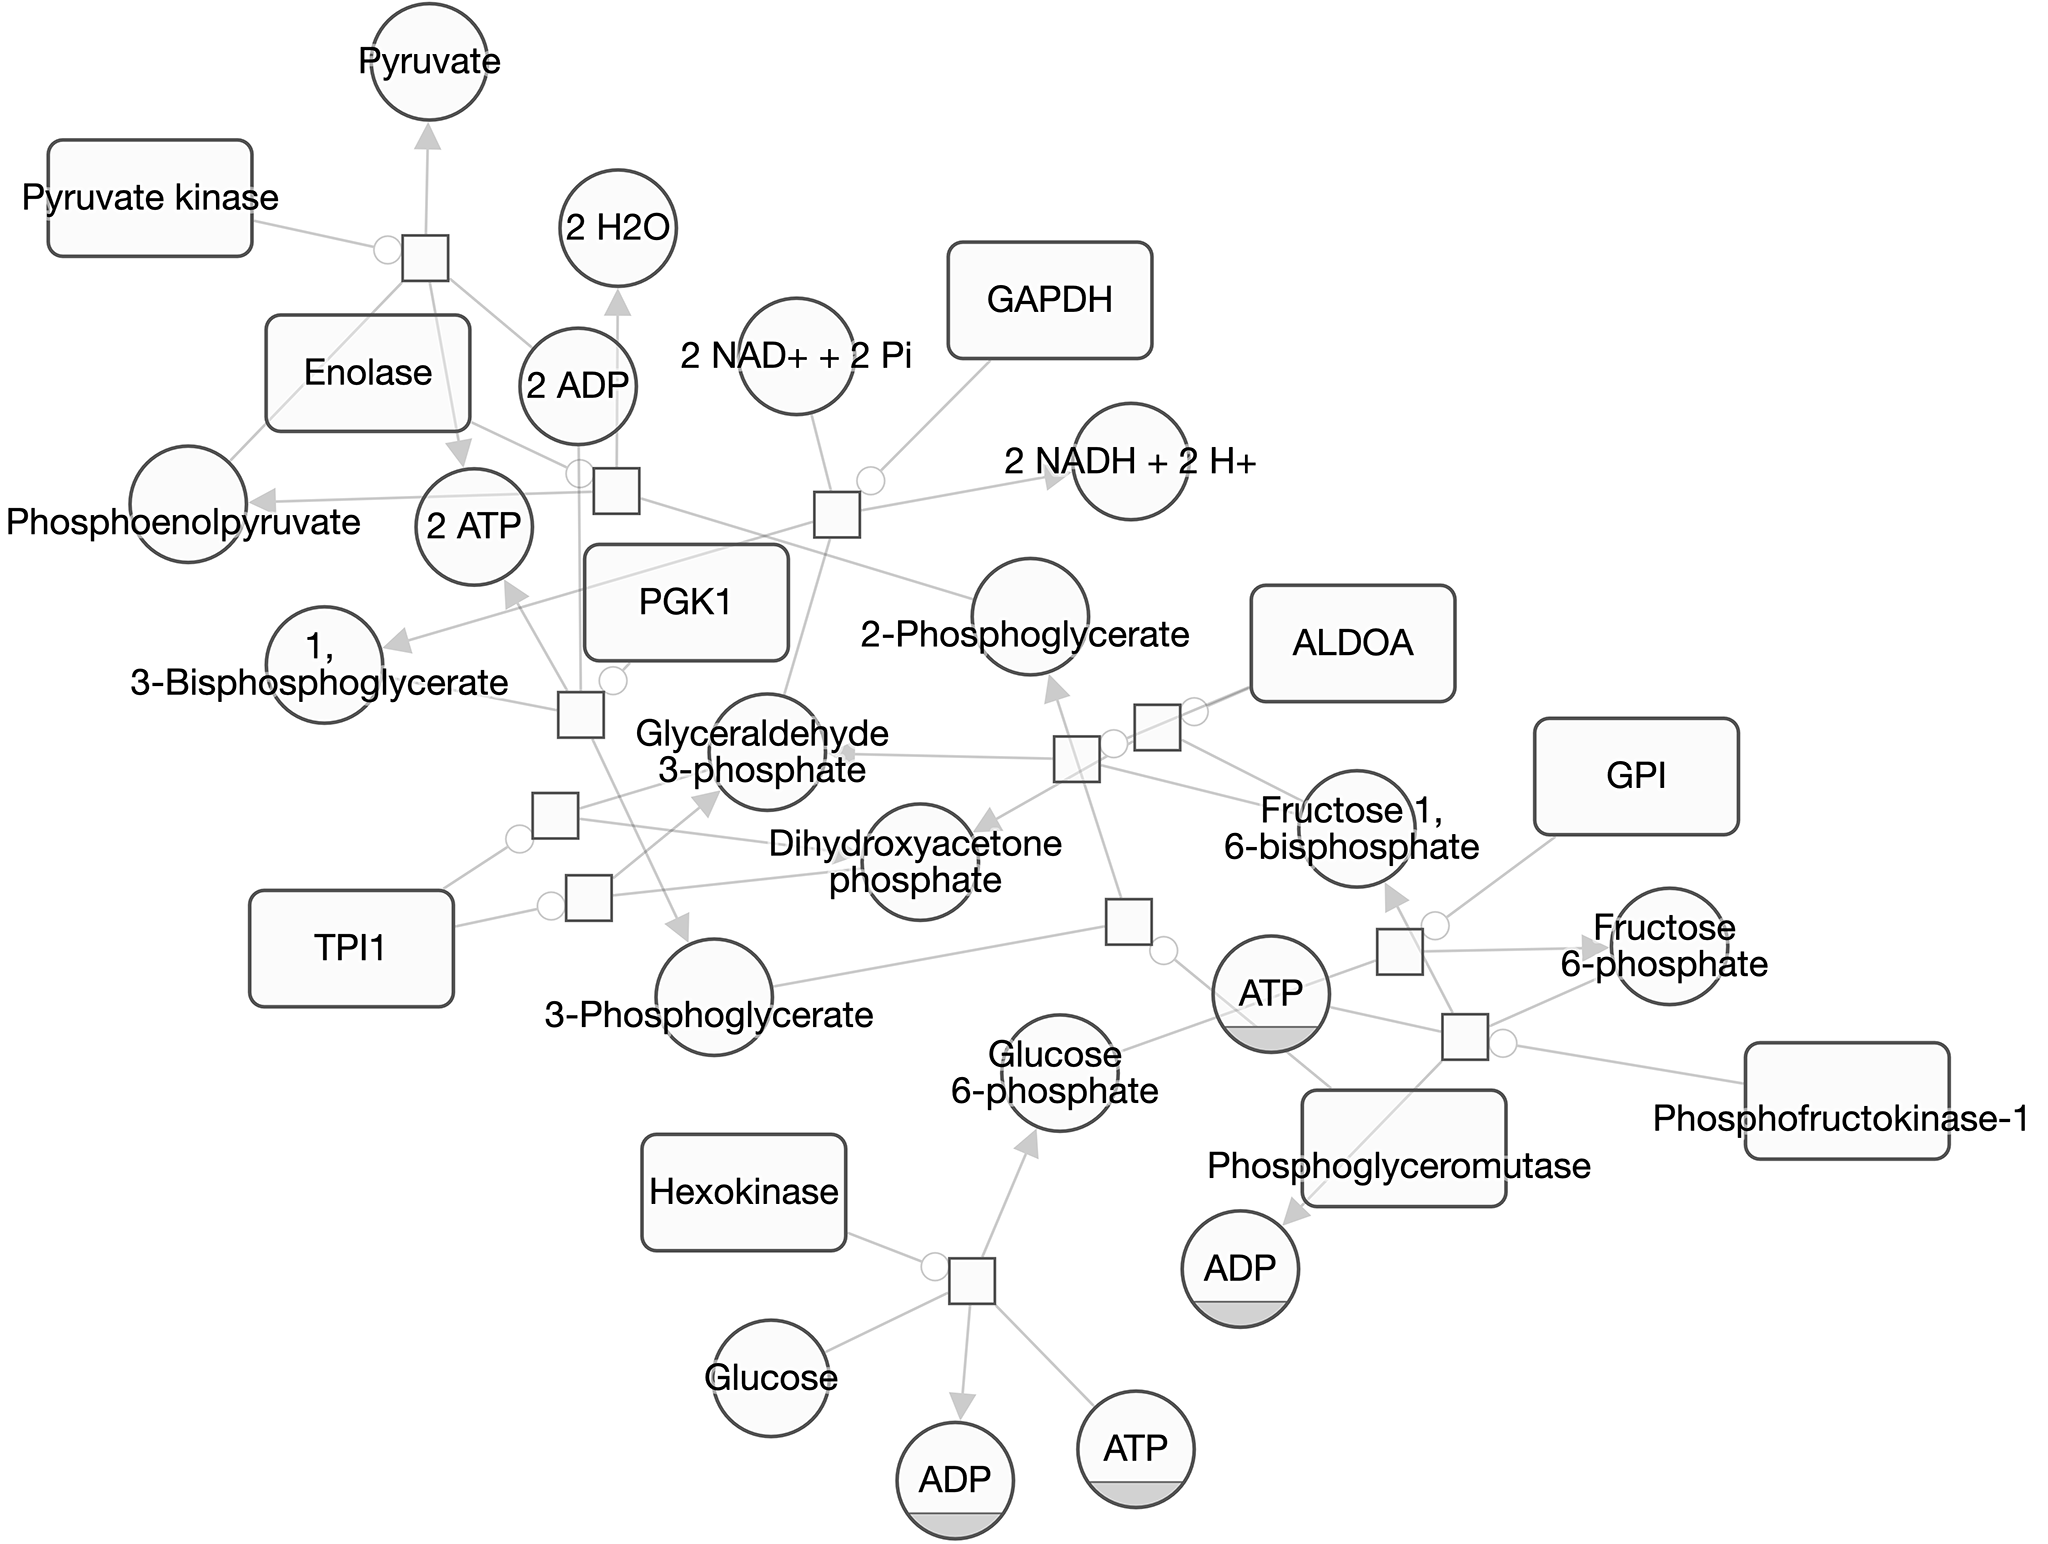 Pyruvate
Pyruvate kinase
2 H2O
GAPDH
2 NAD+ + 2 Pi
Enolase
2 ADP
2 NADH + 2 H+
Phosphoenolpyruvate
2 ATP
PGK1
2-Phosphoglycerate
ALDOA
1,
3-Bisphosphoglycerate
Glyceraldehyde
3-phosphate
GPI
Fructose 1,
6-bisphosphate
Dihydroxyacetone
phosphate
TPI1
Fructose
6-phosphate
ATP
3-Phosphoglycerate
Glucose
6-phosphate
Phosphofructokinase-1
Phosphoglyceromutase
Hexokinase
ADP
Glucose
ATP
ADP